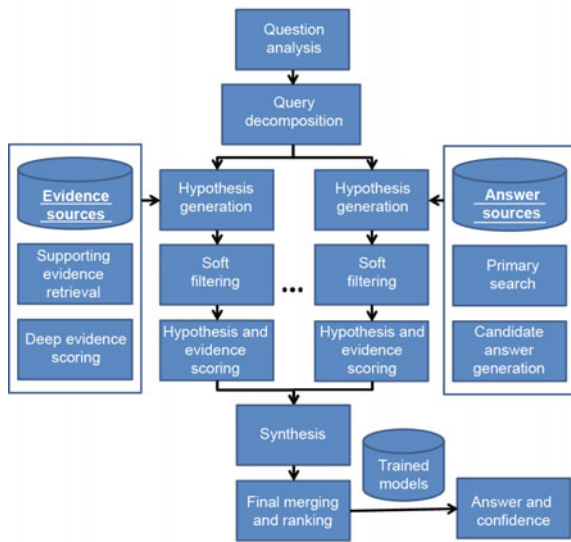 Question
analysis
Query
decomposition
Evidence
sources
Supporting
evidence
retrieval
Deep evidence
scoring
Hypothesis
generation
Soft
filtering
Hypothesis and
evidence
scoring
...
Hypothesis
generation
Soft
filtering
Hypothesis and
evidence
scoring
Answer
sources
Primary
search
Candidate
answer
generation
Synthesis
Trained
models
Final merging
and ranking
Answer and
confidence